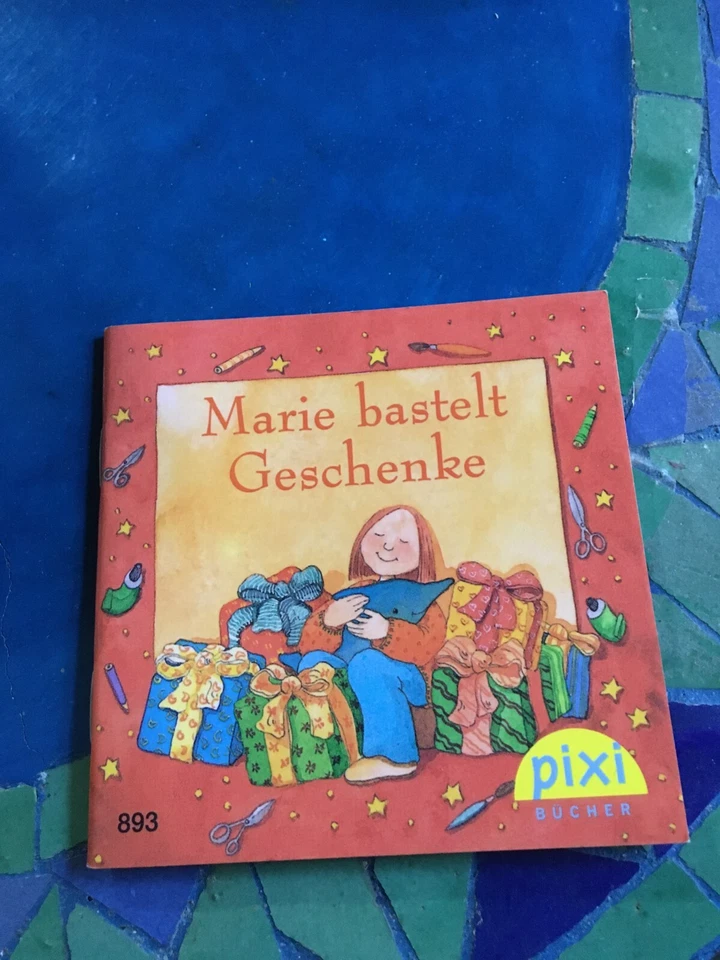 Marie bastelt
Geschenke
pixi
BÜCHER
893